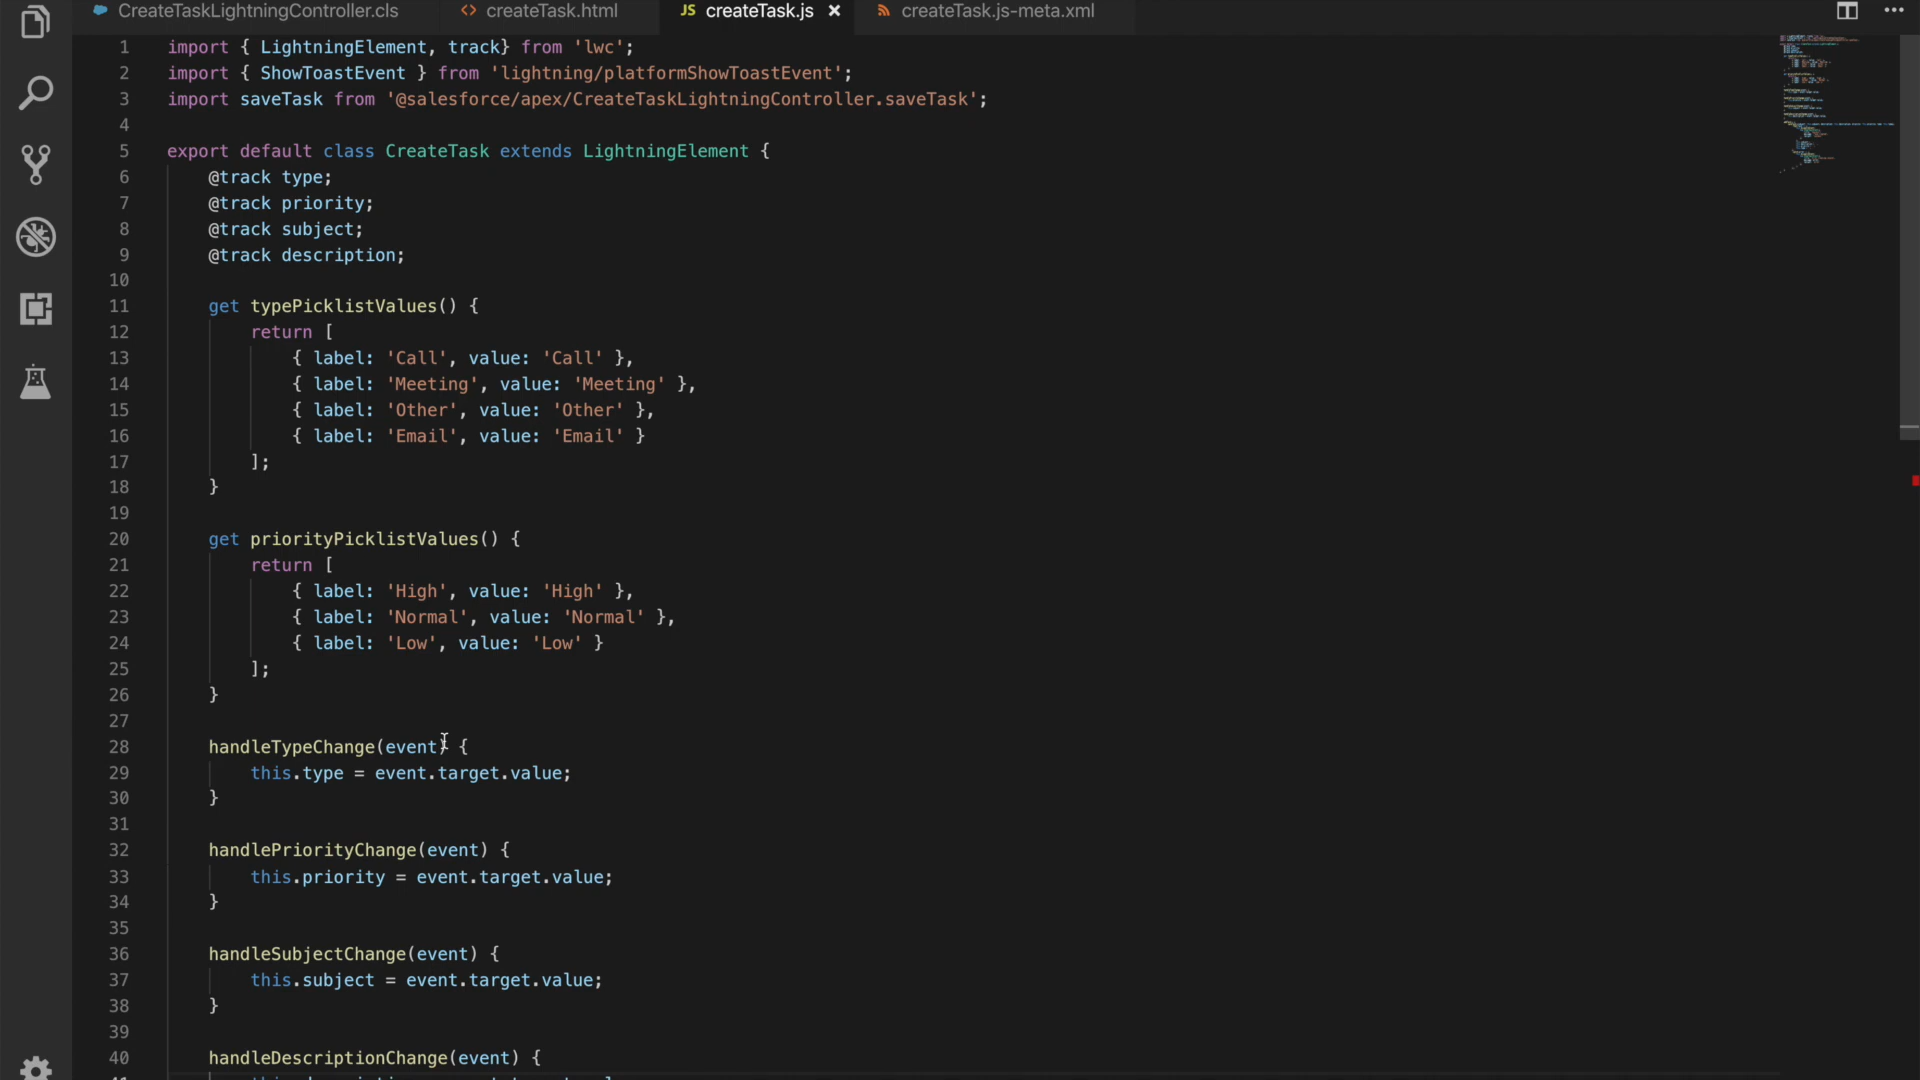 CreateTaskLightningController.cls
createTask.html
JS createTask.js
createTask.js-meta.xml
1 import { LightningElement, track} from 'lwc';
2 import { ShowToastEvent } from 'lightning/platformShowToastEvent';
3 import saveTask from '@salesforce/apex/CreateTaskLightningController.saveTask';
4
5 export default class CreateTask extends LightningElement {
6 @track type;
7 @track priority;
8 @track subject;
9 @track description;
10
11 get typePicklistValues() {
12 return [
13 { label: 'Call', value: 'Call' },
14 { label: 'Meeting', value: 'Meeting' },
15 { label: 'Other', value: 'Other' },
16 { label: 'Email', value: 'Email' }
17 ];
18 }
19
20 get priorityPicklistValues() {
21 return [
22 { label: 'High', value: 'High' },
23 { label: 'Normal', value: 'Normal' },
24 { label: 'Low', value: 'Low' }
25 ];
26 }
27
28 handleTypeChange(event) {
29 this.type = event.target.value;
30 }
31
32 handlePriorityChange(event) {
33 this.priority = event.target.value;
34 }
35
36 handleSubjectChange(event) {
37 this.subject = event.target.value;
38 }
39
40 handleDescriptionChange(event) {